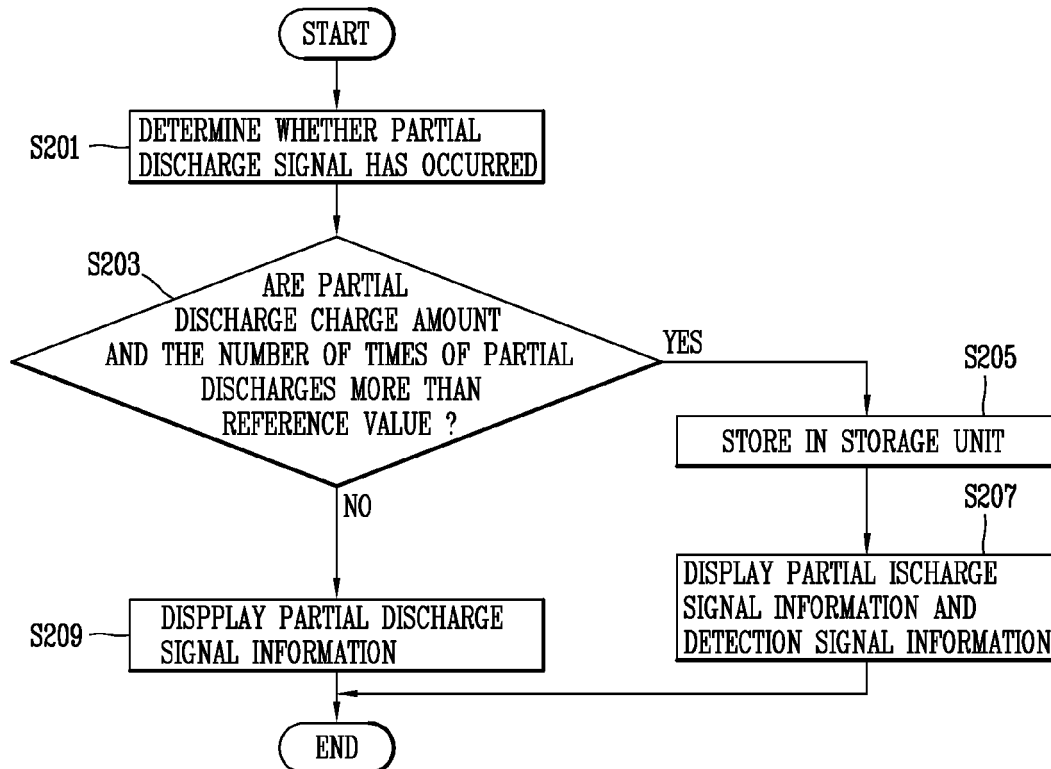 START
S201
DETERMINE WHETHER PARTIAL
DISCHARGE SIGNAL HAS OCCURRED
S203
ARE PARTIAL
DISCHARGE CHARGE AMOUNT
AND THE NUMBER OF TIMES OF PARTIAL
DISCHARGES MORE THAN
REFERENCE VALUE ?
YES
S205
STORE IN STORAGE UNIT
S207
DISPLAY PARTIAL ISCHARGE
SIGNAL INFORMATION AND
DETECTION SIGNAL INFORMATION
NO
S209
DISPPLAY PARTIAL DISCHARGE
SIGNAL INFORMATION
END